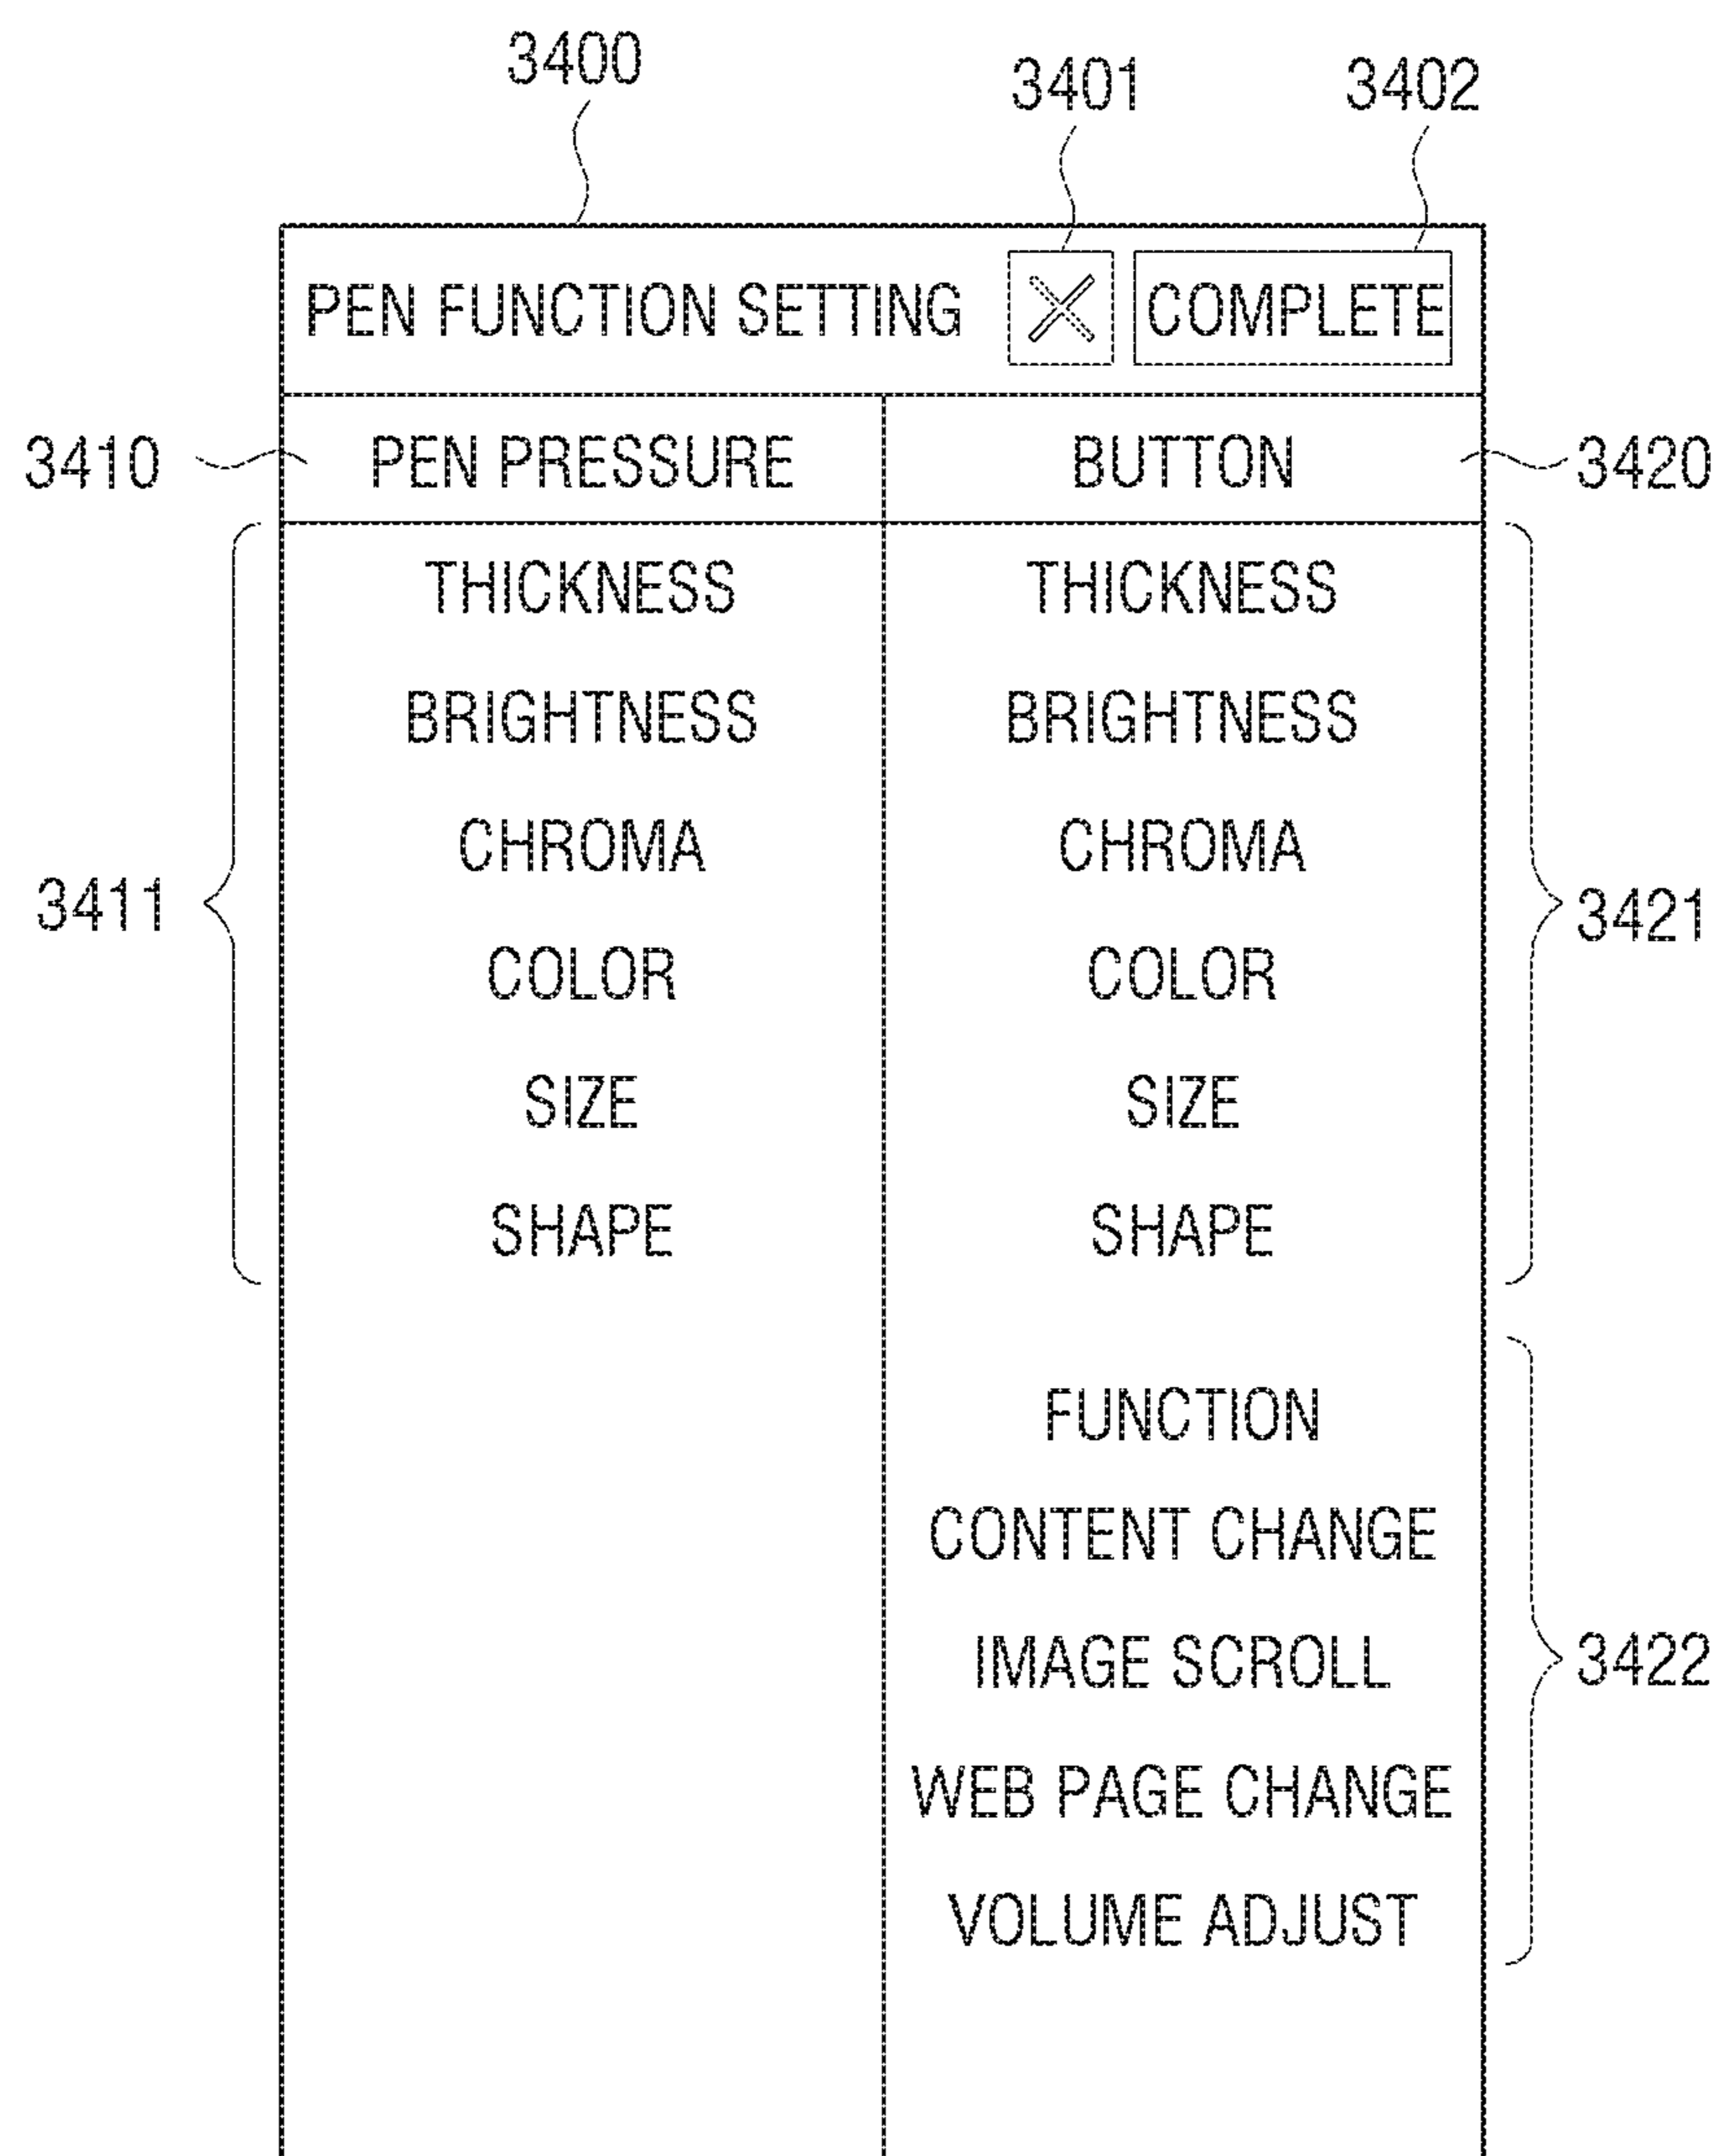 3400
3401 3402
PEN FUNCTION SETTING COMPLETE
3410 PEN PRESSURE BUTTON 3420
THICKNESS THICKNESS
BRIGHTNESS BRIGHTNESS
CHROMA CHROMA
3411 3421
COLOR COLOR
SIZE SIZE
SHAPE SHAPE
FUNCTION
CONTENT CHANGE
IMAGE SCROLL 3422
WEB PAGE CHANGE
VOLUME ADJUST